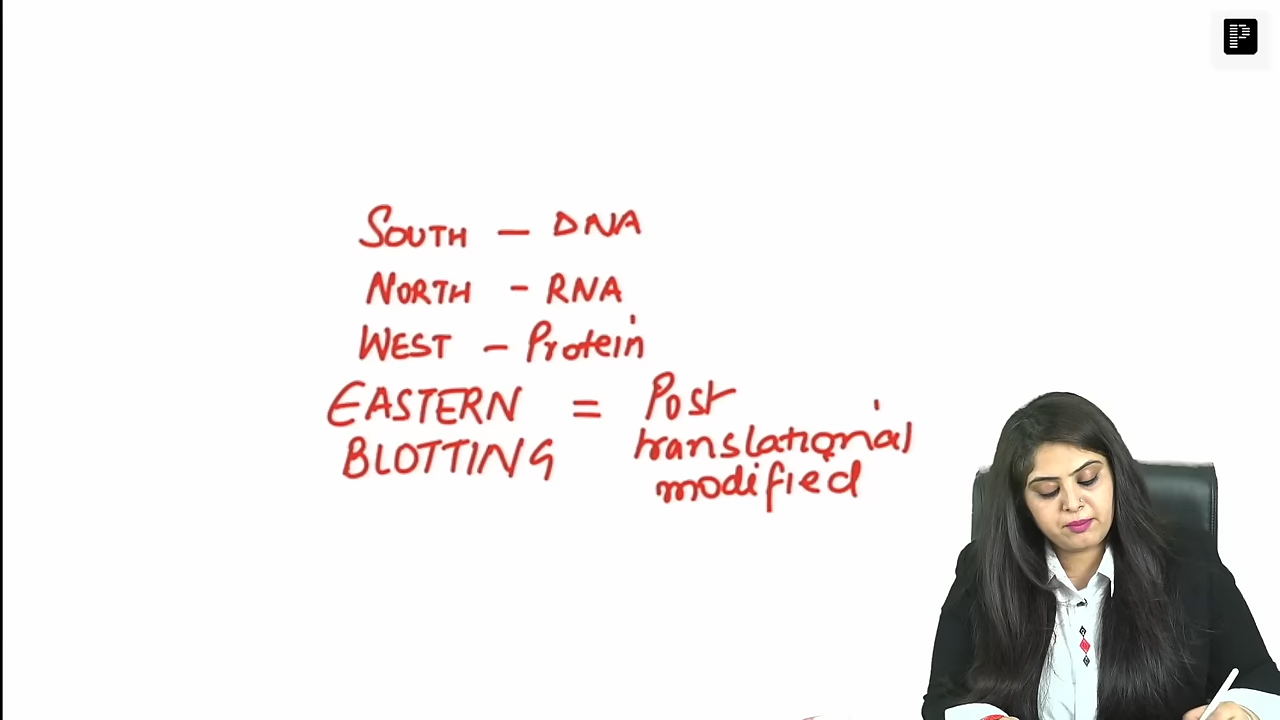 SOUTH - DNA
NORTH - RNA
WEST - Protein
EASTERN = Post
BLOTTING translational
modified
P